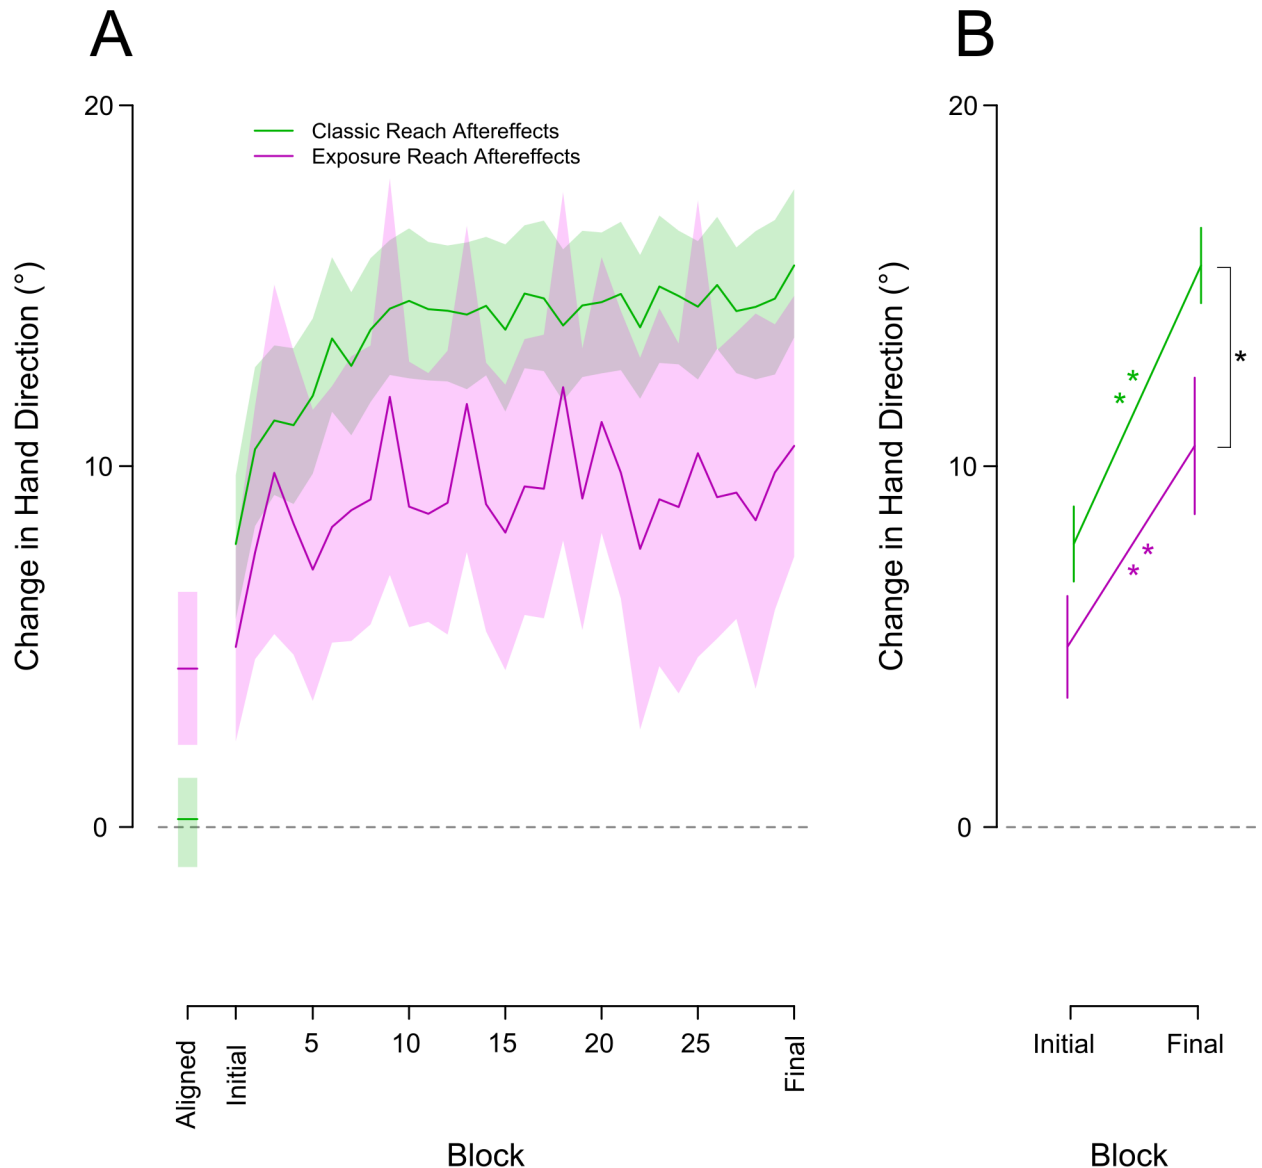 A
B
20
10
0
Change in Hand Direction (°)
Classic Reach Aftereffects
Exposure Reach Aftereffects
Aligned
Initial
5
10
15
20
25
Final
Block
20
10
0
Change in Hand Direction (°)
*
*
*
*
*
Initial
Final
Block